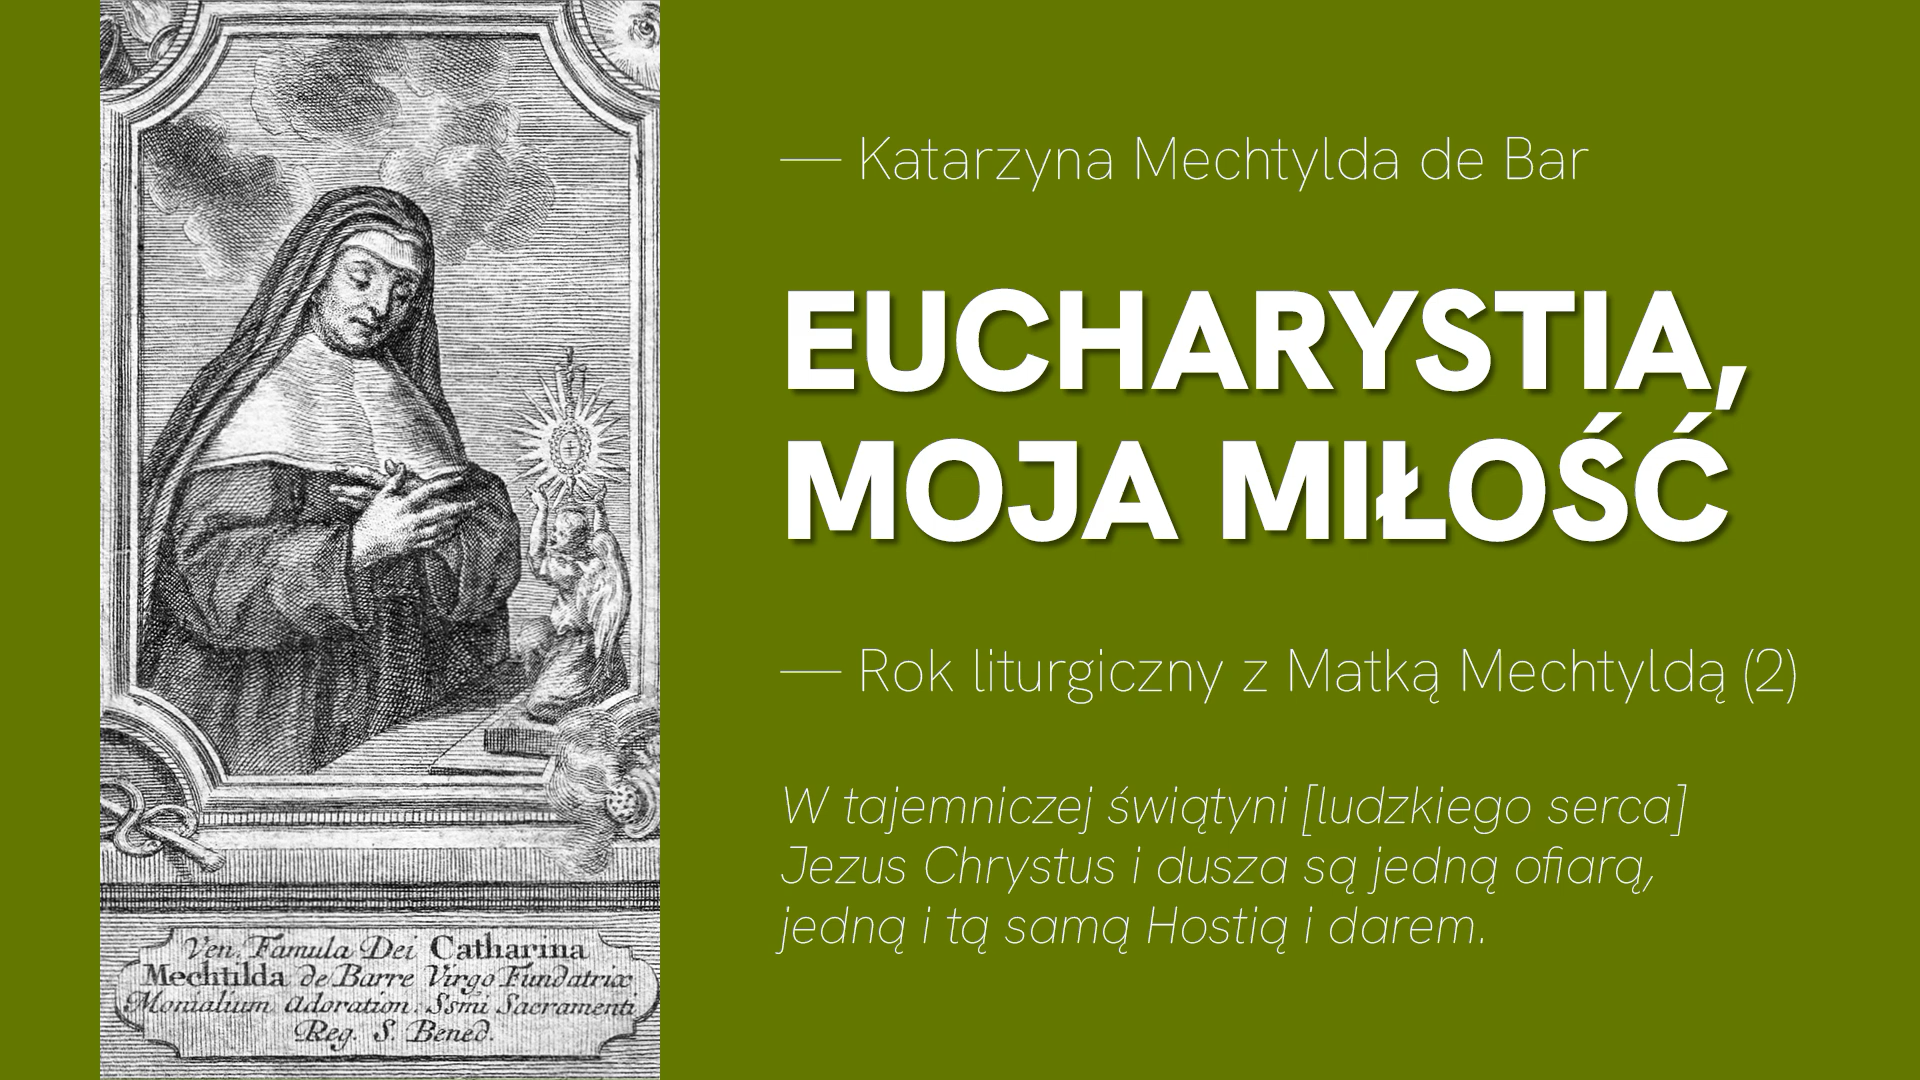 — Katarzyna Mechtylda de Bar
EUCHARYSTIA,
MOJA MIŁOŚĆ
— Rok liturgiczny z Matką Mechtyldą (2)
W tajemniczej świątyni [ludzkiego serca]
Jezus Chrystus i dusza są jedną ofiarą,
jedną i tą samą Hostią i darem.
Ven. Famula Dei Catharina
Mechtilda de Barre Virgo Fundatrix
Monialium Adoration. Ssmi Sacramenti
Reg. S. Bened.